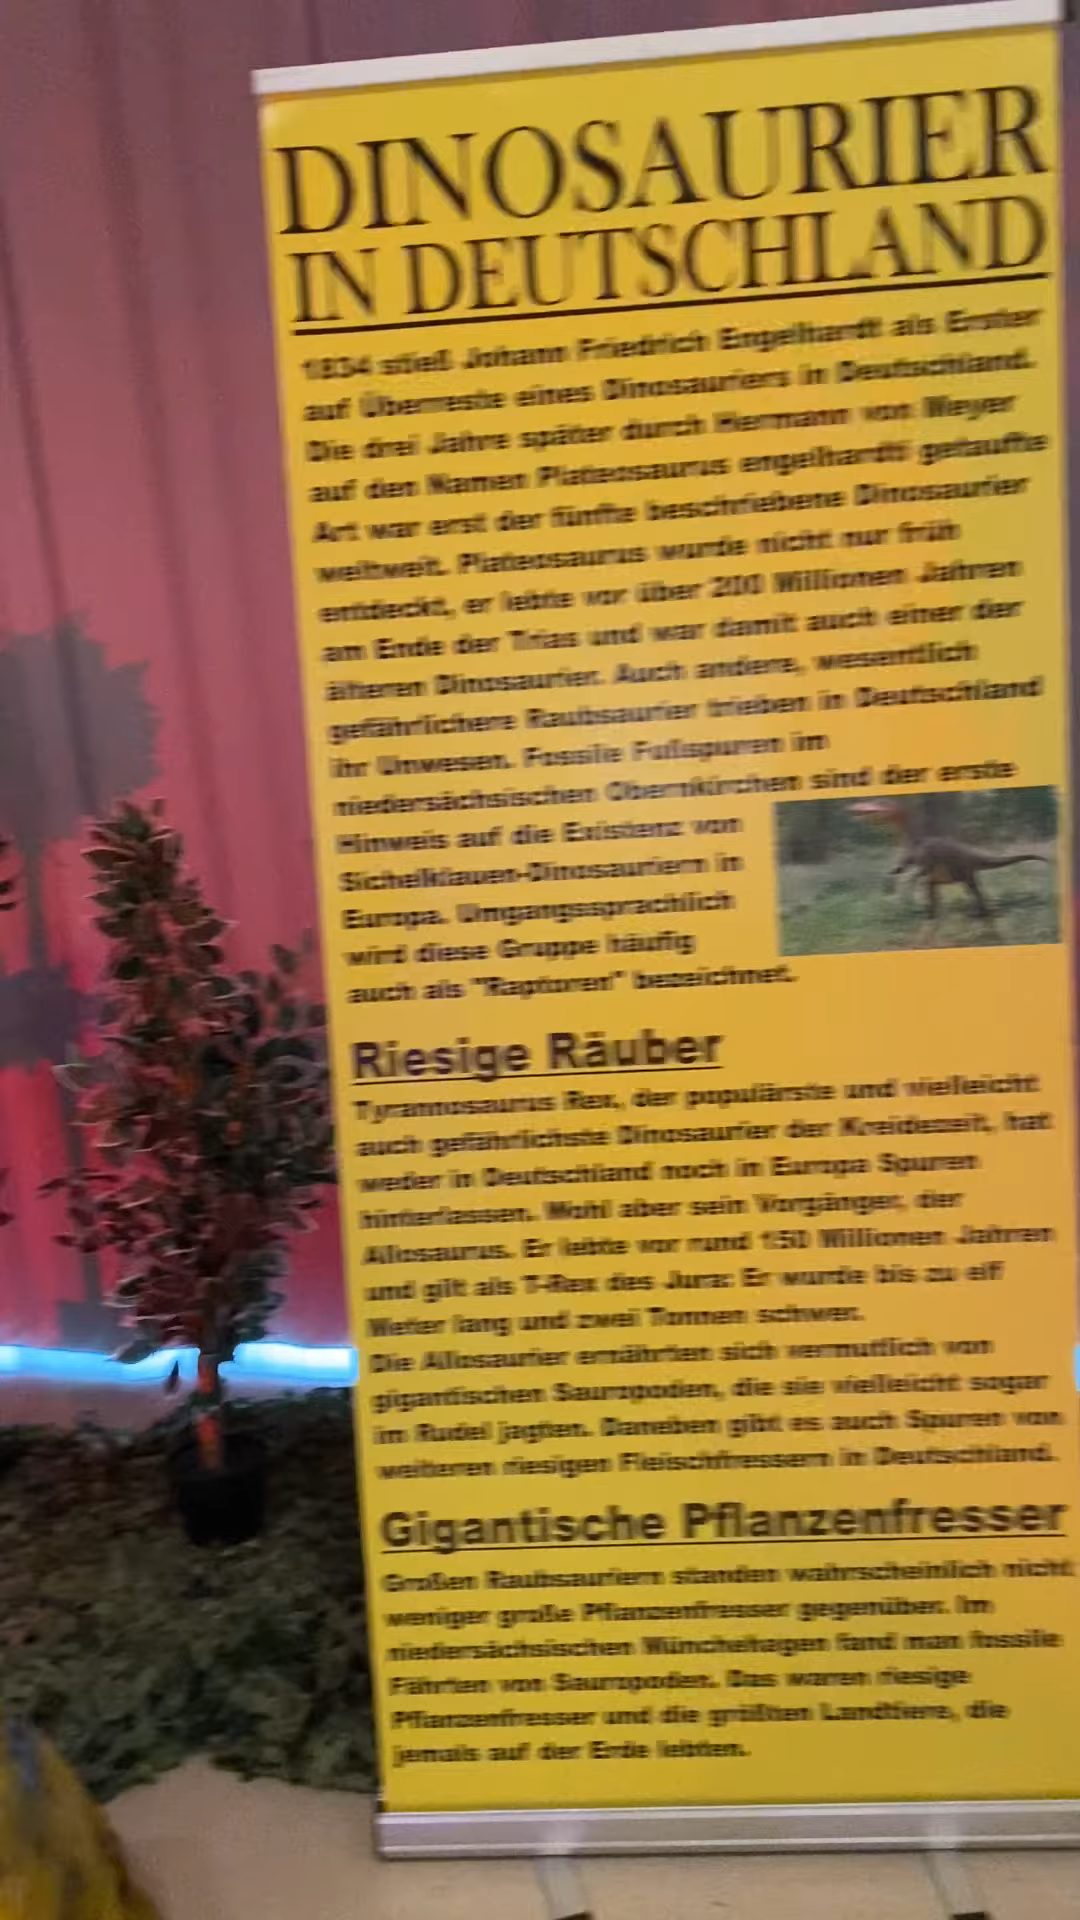 DINOSAURIER
IN DEUTSCHLAND
1834 stieß Johann Friedrich Engelhardt als Erster
auf Überreste eines Dinosauriers in Deutschland.
Die drei Jahre später durch Hermann von Meyer
auf den Namen Plateosaurus engelhardti getaufte
Art war erst der fünfte beschriebene Dinosaurier
weltweit. Plateosaurus wurde nicht nur früh
entdeckt, er lebte vor über 200 Millionen Jahren
am Ende der Trias und war damit auch einer der
älteren Dinosaurier. Auch andere, wesentlich
gefährlichere Raubsaurier trieben in Deutschland
ihr Unwesen. Fossile Fußspuren im
niedersächsischen Obernkirchen sind der erste
Hinweis auf die Existenz von
Sichelklauen-Dinosauriern in
Europa. Umgangssprachlich
wird diese Gruppe häufig
auch als "Raptoren" bezeichnet.
Riesige Räuber
Tyrannosaurus Rex, der populärste und vielleicht
auch gefährlichste Dinosaurier der Kreidezeit, hat
weder in Deutschland noch in Europa Spuren
hinterlassen. Wohl aber sein Vorgänger, der
Allosaurus. Er lebte vor rund 150 Millionen Jahren
und gilt als T-Rex des Jura: Er wurde bis zu elf
Meter lang und zwei Tonnen schwer.
Die Allosaurier ernährten sich vermutlich von
gigantischen Sauropoden, die sie vielleicht sogar
im Rudel jagten. Daneben gibt es auch Spuren von
weiteren riesigen Fleischfressern in Deutschland.
Gigantische Pflanzenfresser
Großen Raubsauriern standen wahrscheinlich nicht
weniger große Pflanzenfresser gegenüber. Im
niedersächsischen Münchehagen fand man fossile
Fährten von Sauropoden. Das waren riesige
Pflanzenfresser und die größten Landtiere, die
jemals auf der Erde lebten.